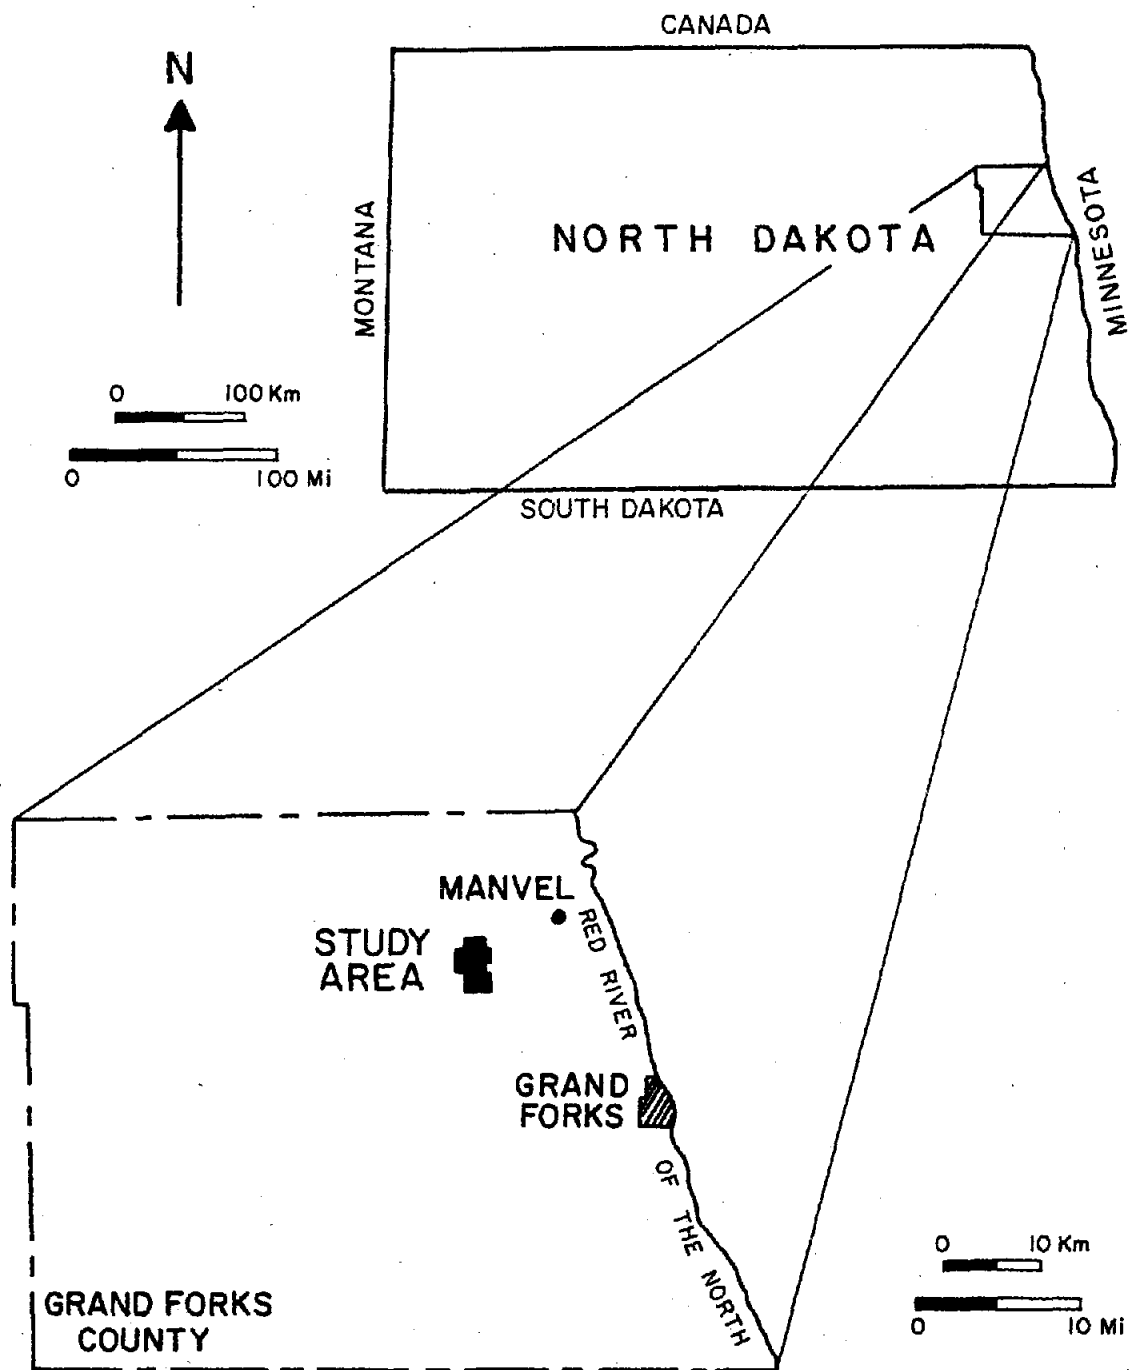 CANADA
N
MONTANA
NORTH DAKOTA
MINNESOTA
0 100 Km
0 100 Mi
SOUTH DAKOTA
MANVEL
STUDY
AREA
RED RIVER
GRAND
FORKS
OF THE NORTH
0 10 Km
0 10 Mi
GRAND FORKS
COUNTY